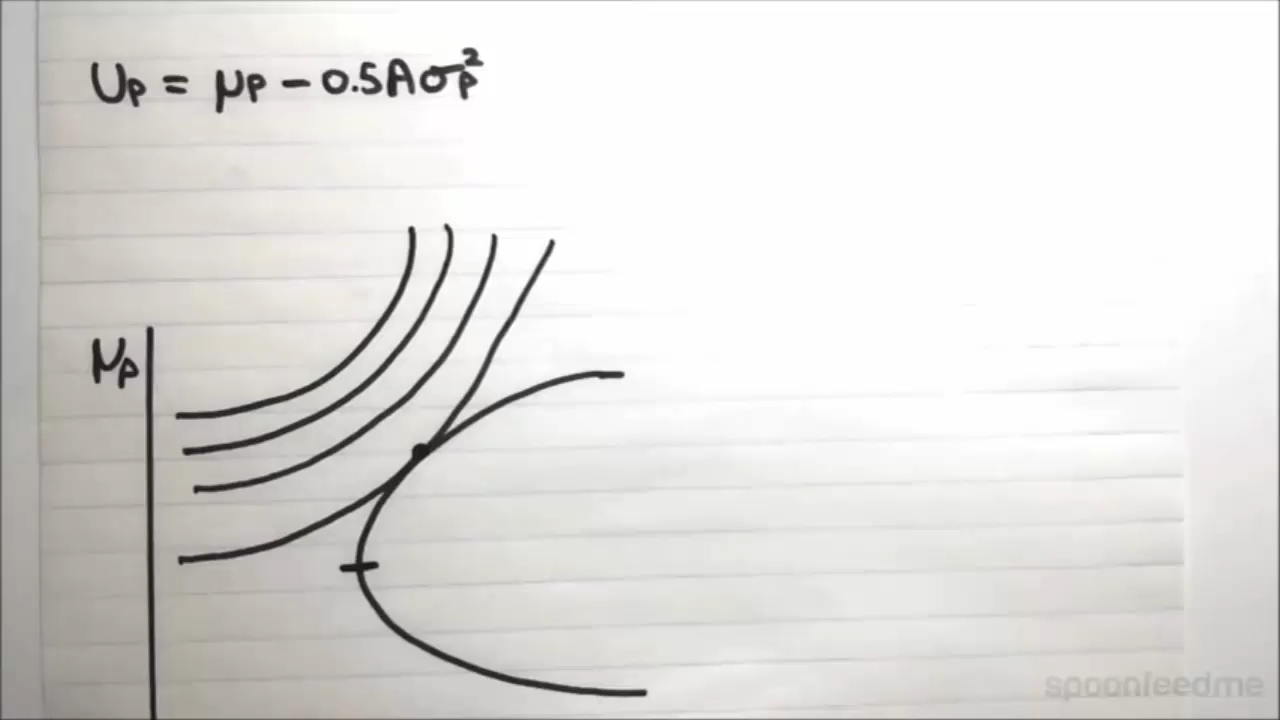 Up = μp - 0.5Aσp²
μp
spoonfeedme